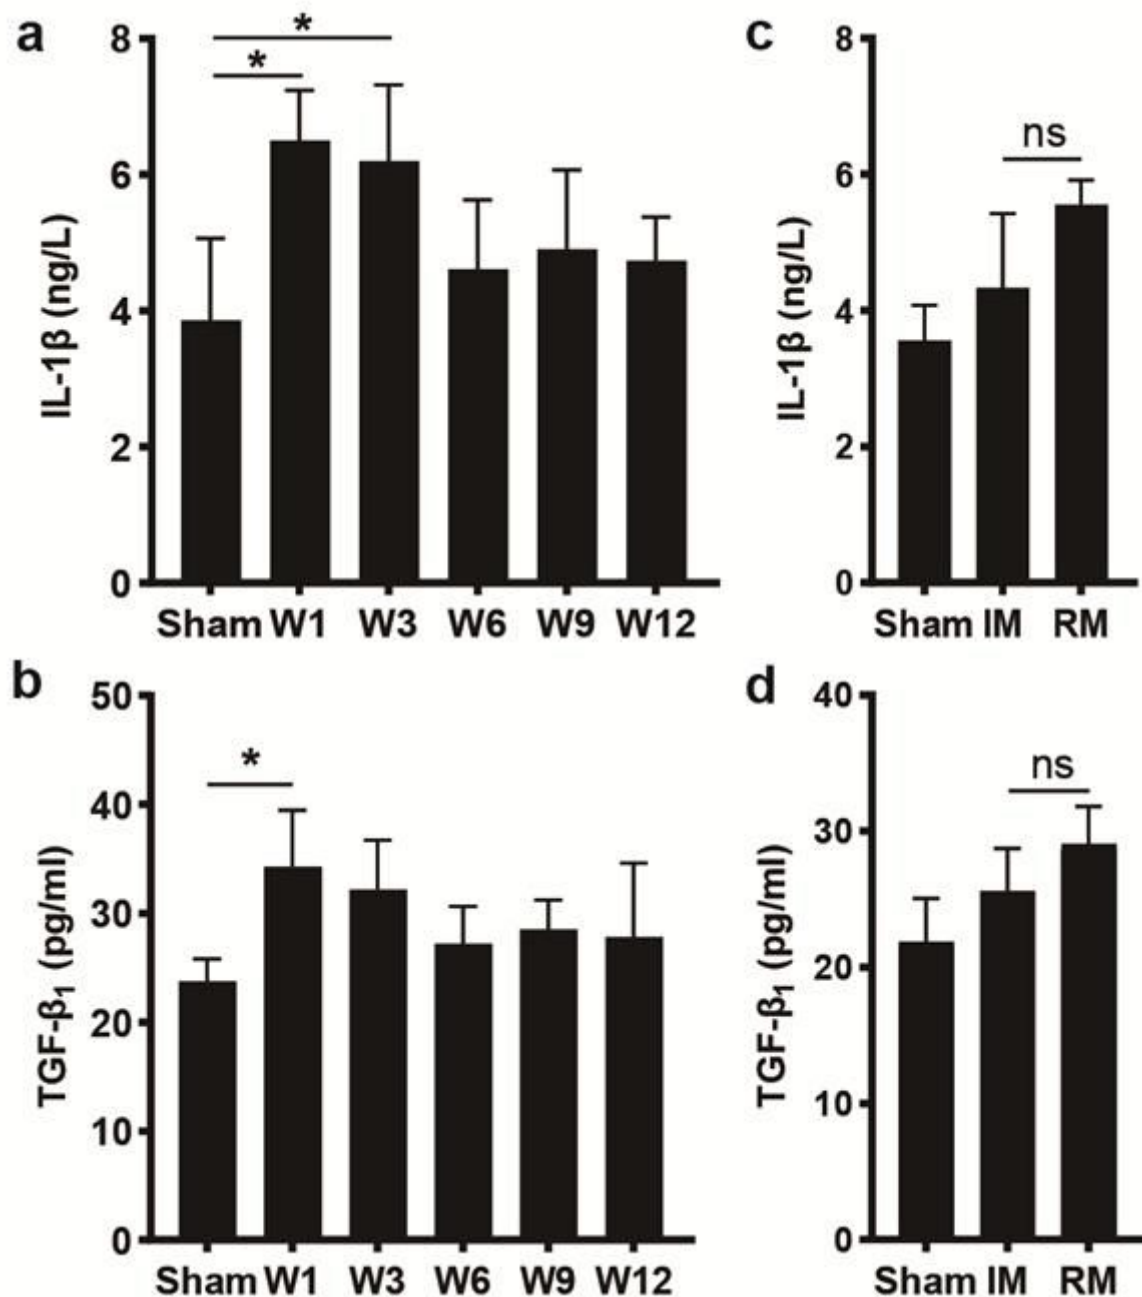 a
IL-1β (ng/L)
8
6
4
2
0
*
*
Sham W1 W3 W6 W9 W12
c
IL-1β (ng/L)
8
6
4
2
0
ns
Sham IM RM
b
TGF-β₁ (pg/ml)
50
40
30
20
10
0
*
Sham W1 W3 W6 W9 W12
d
TGF-β₁ (pg/ml)
40
30
20
10
0
ns
Sham IM RM